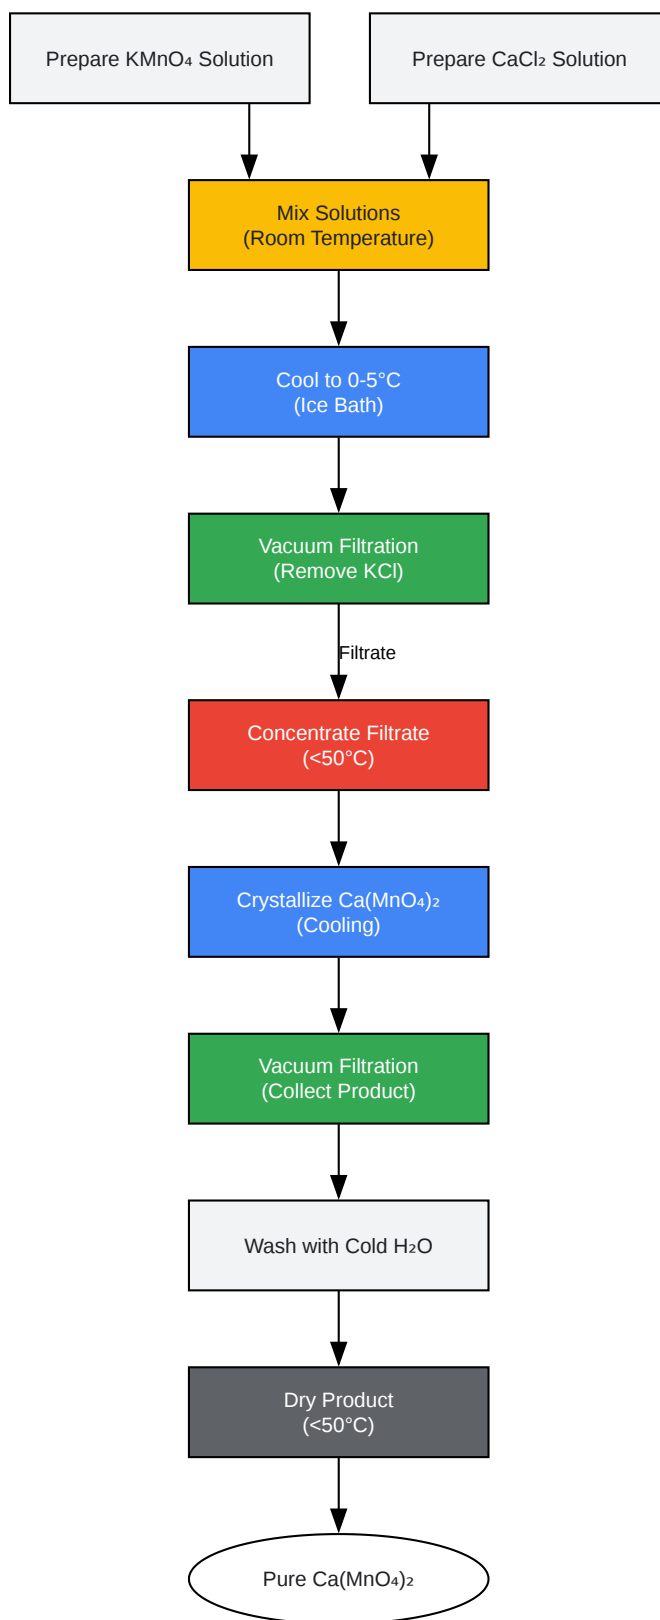 Prepare KMnO₄ Solution
Prepare CaCl₂ Solution
Mix Solutions
(Room Temperature)
Cool to 0-5°C
(Ice Bath)
Vacuum Filtration
(Remove KCl)
Filtrate
Concentrate Filtrate
(<50°C)
Crystallize Ca(MnO₄)₂
(Cooling)
Vacuum Filtration
(Collect Product)
Wash with Cold H₂O
Dry Product
(<50°C)
Pure Ca(MnO₄)₂